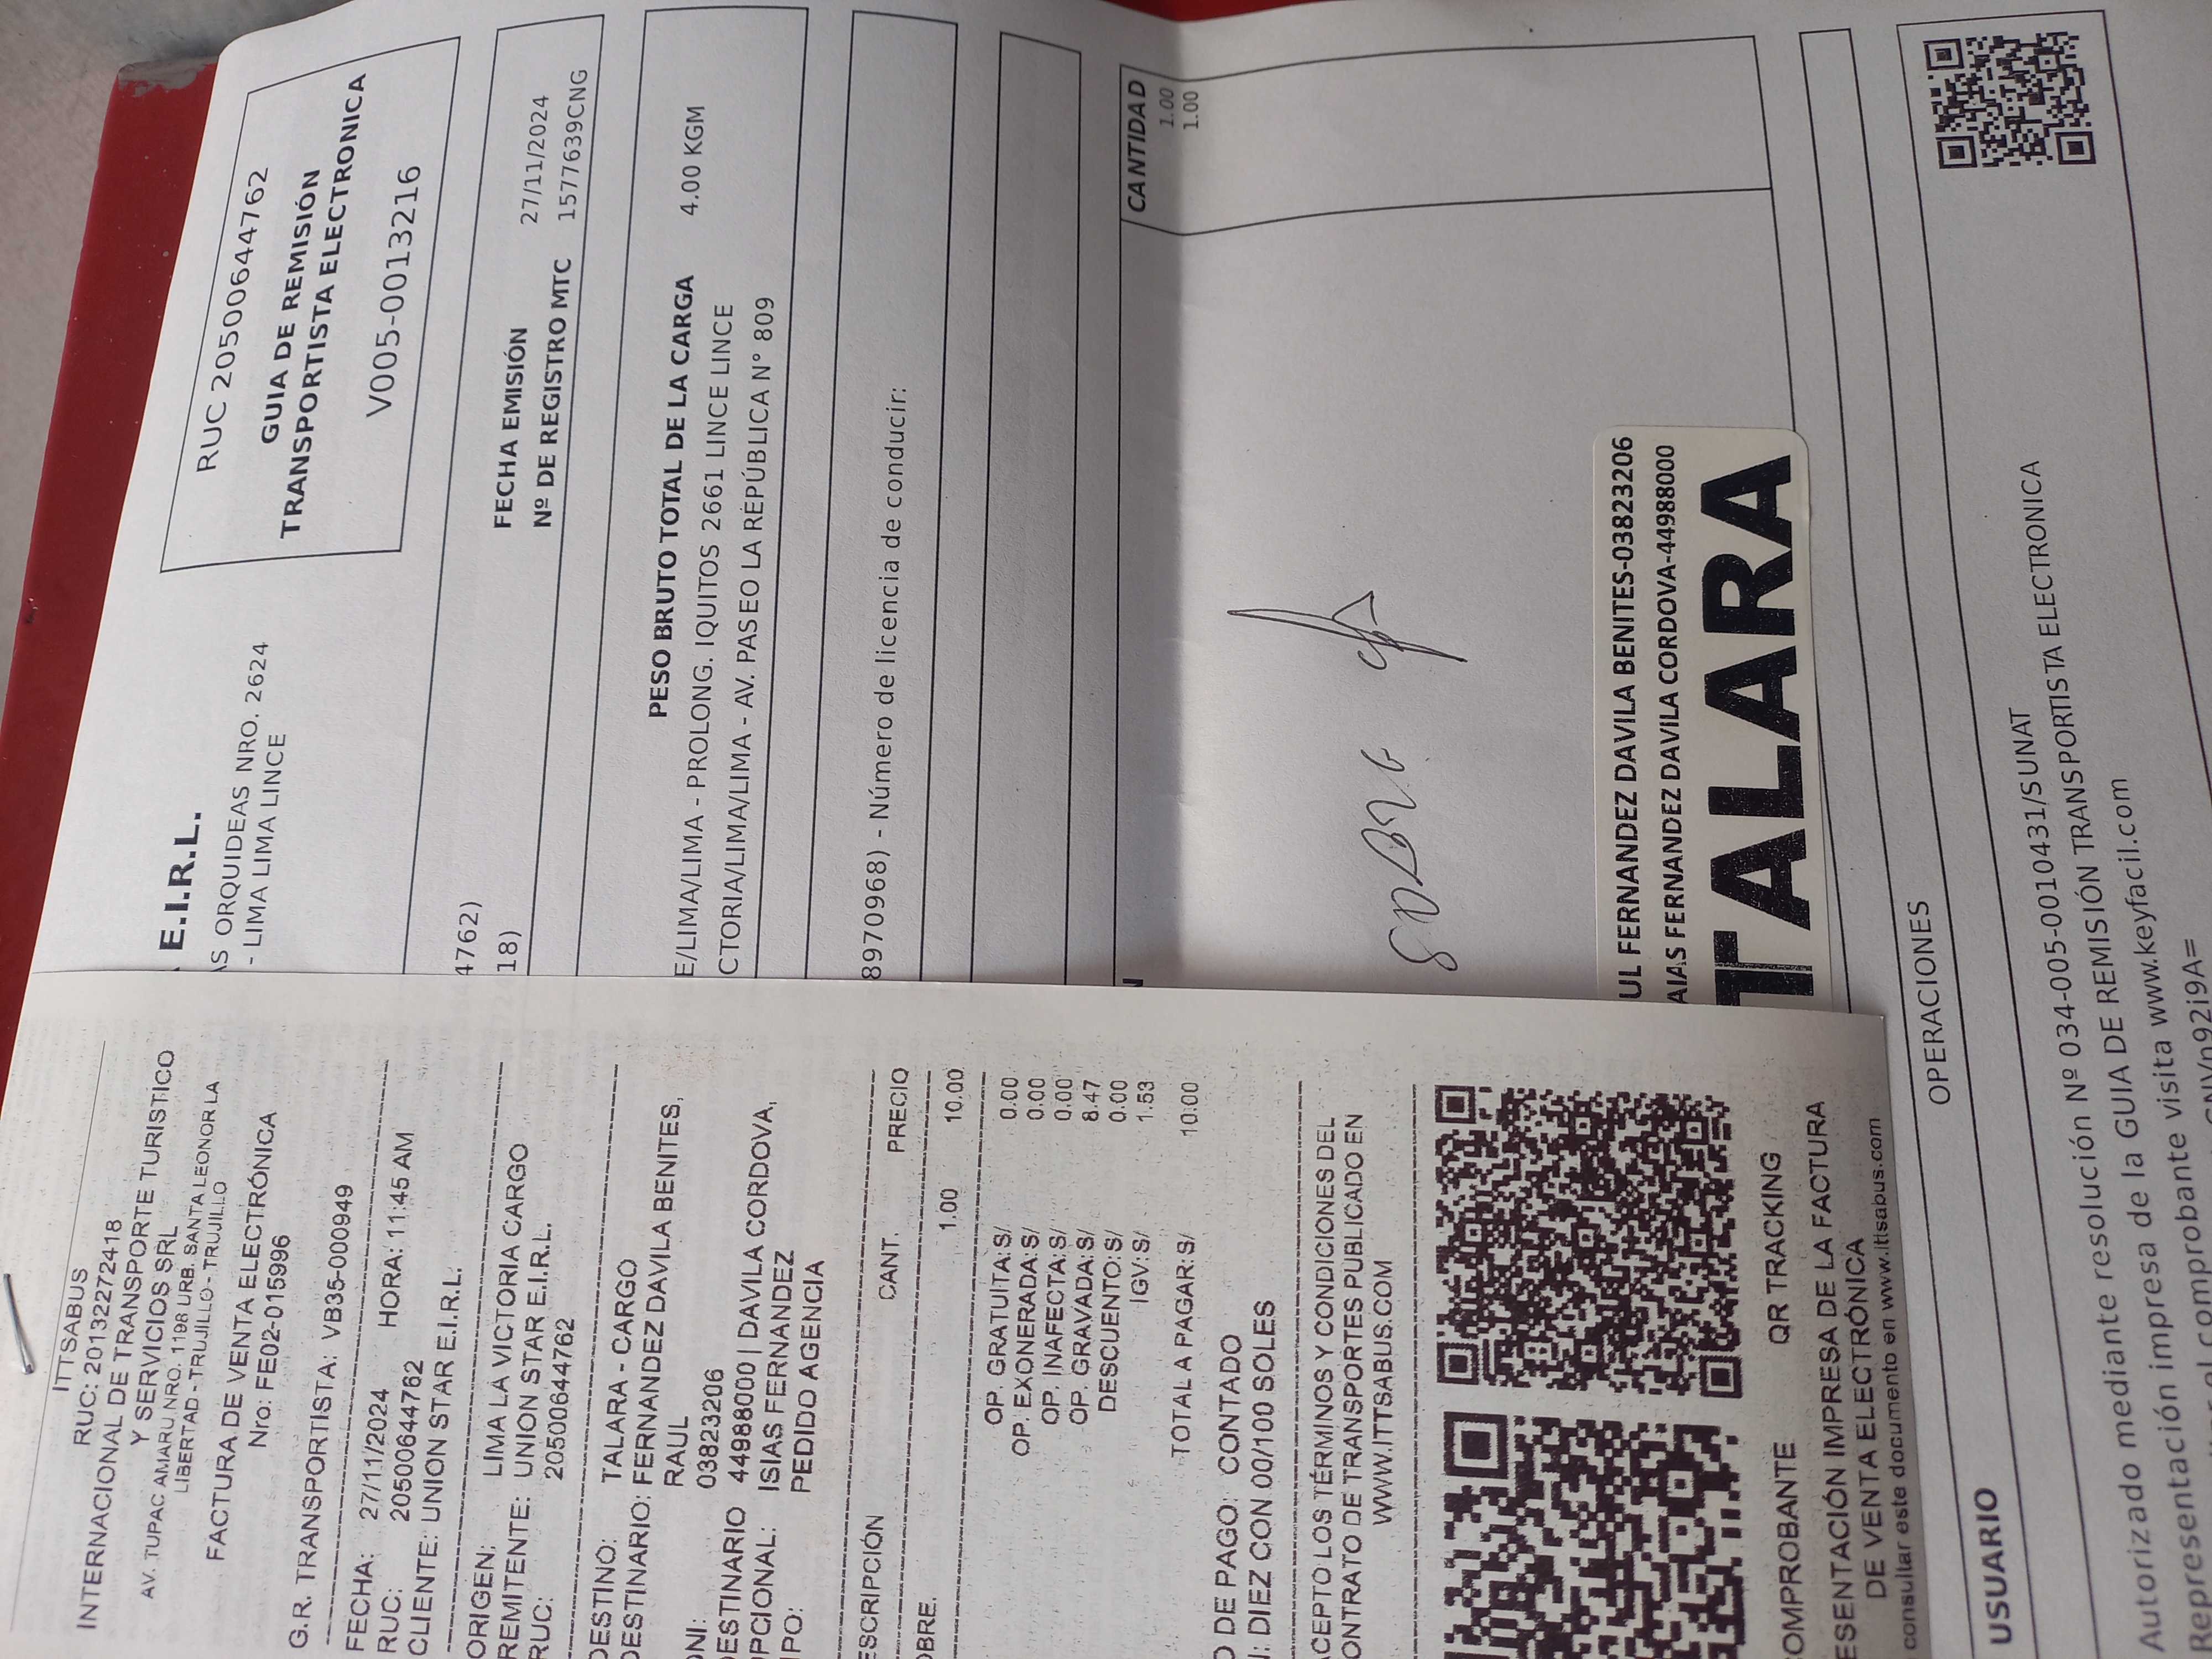 RUC 20500644762
GUIA DE REMISIÓN
TRANSPORTISTA ELECTRONICA
V005-0013216
E.I.R.L.
AS ORQUIDEAS NRO. 2624
- LIMA LIMA LINCE
4762)
18)
FECHA EMISIÓN 27/11/2024
Nº DE REGISTRO MTC 1577639CNG
PESO BRUTO TOTAL DE LA CARGA 4.00 KGM
E/LIMA/LIMA - PROLONG. IQUITOS 2661 LINCE LINCE
CTORIA/LIMA/LIMA - AV. PASEO LA REPÚBLICA N° 809
8970968) - Número de licencia de conducir:
N
CANTIDAD
1.00
1.00
UL FERNANDEZ DAVILA BENITES-03823206
AIAS FERNANDEZ DAVILA CORDOVA-44988000
TALARA
OPERACIONES
USUARIO
Autorizado mediante resolución Nº 034-005-0010431/SUNAT
Representación impresa de la GUIA DE REMISIÓN TRANSPORTISTA ELECTRONICA
el comprobante visita www.keyfacil.com
ITTSABUS
RUC: 20132272418
INTERNACIONAL DE TRANSPORTE TURISTICO
Y SERVICIOS SRL
AV. TUPAC AMARU NRO. 1198 URB. SANTA LEONOR LA
LIBERTAD - TRUJILLO - TRUJILLO
FACTURA DE VENTA ELECTRÓNICA
Nro: FE02-015996
G.R. TRANSPORTISTA: VB35-000949
FECHA: 27/11/2024 HORA: 11:45 AM
RUC: 20500644762
CLIENTE: UNION STAR E.I.R.L.
ORIGEN: LIMA LA VICTORIA CARGO
REMITENTE: UNION STAR E.I.R.L.
RUC: 20500644762
DESTINO: TALARA - CARGO
DESTINATARIO: FERNANDEZ DAVILA BENITES,
RAUL
DNI: 03823206
DESTINARIO 44988000 | DAVILA CORDOVA,
OPCIONAL: ISIAS FERNANDEZ
IPO: PEDIDO AGENCIA
ESCRIPCIÓN CANT. PRECIO
OBRE. 1.00 10.00
OP. GRATUITA:S/ 0.00
OP. EXONERADA:S/ 0.00
OP. INAFECTA:S/ 0.00
OP. GRAVADA:S/ 8.47
DESCUENTO:S/ 0.00
IGV:S/ 1.53
TOTAL A PAGAR:S/ 10.00
O DE PAGO: CONTADO
N: DIEZ CON 00/100 SOLES
ACEPTO LOS TÉRMINOS Y CONDICIONES DEL
ONTRATO DE TRANSPORTES PUBLICADO EN
WWW.ITTSABUS.COM
OMPROBANTE QR TRACKING
ESENTACIÓN IMPRESA DE LA FACTURA
DE VENTA ELECTRÓNICA
consultar este documento en www.ittsabus.com